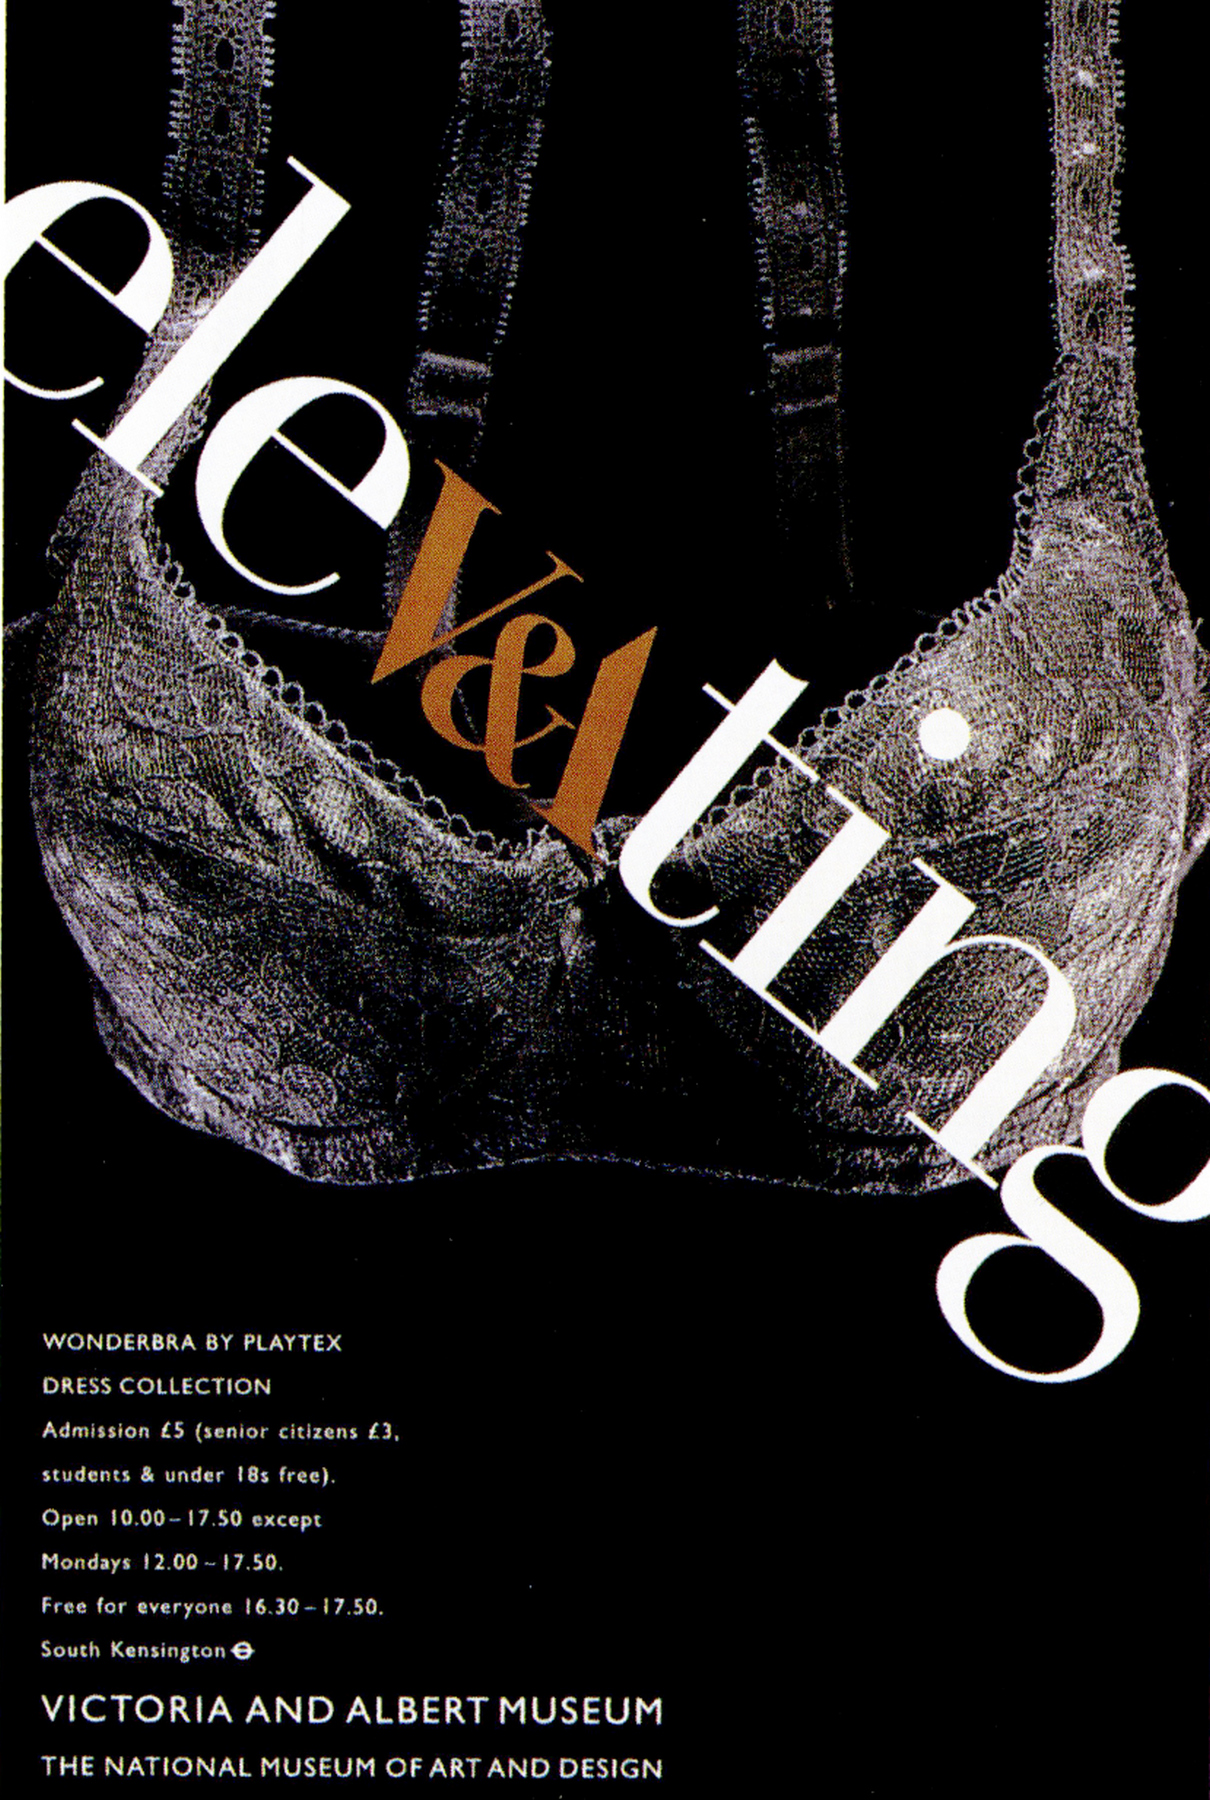 eleV&Ating
WONDERBRA BY PLAYTEX
DRESS COLLECTION
Admission £5 (senior citizens £3,
students & under 18s free).
Open 10.00–17.50 except
Mondays 12.00–17.50.
Free for everyone 16.30–17.50.
South Kensington
VICTORIA AND ALBERT MUSEUM
THE NATIONAL MUSEUM OF ART AND DESIGN